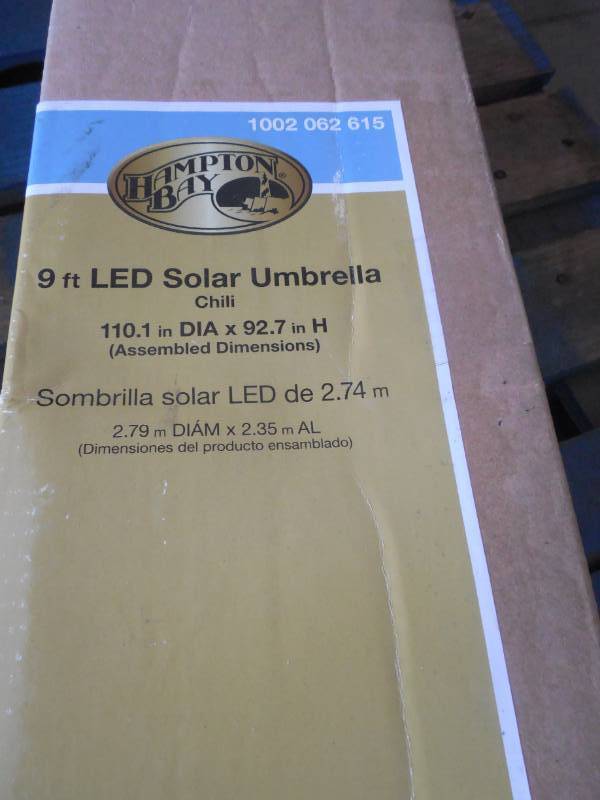 1002 062 615
HAMPTON
BAY®
9 ft LED Solar Umbrella
Chili
110.1 in DIA x 92.7 in H
(Assembled Dimensions)
Sombrilla solar LED de 2.74 m
2.79 m DIÁM x 2.35 m AL
(Dimensiones del producto ensamblado)